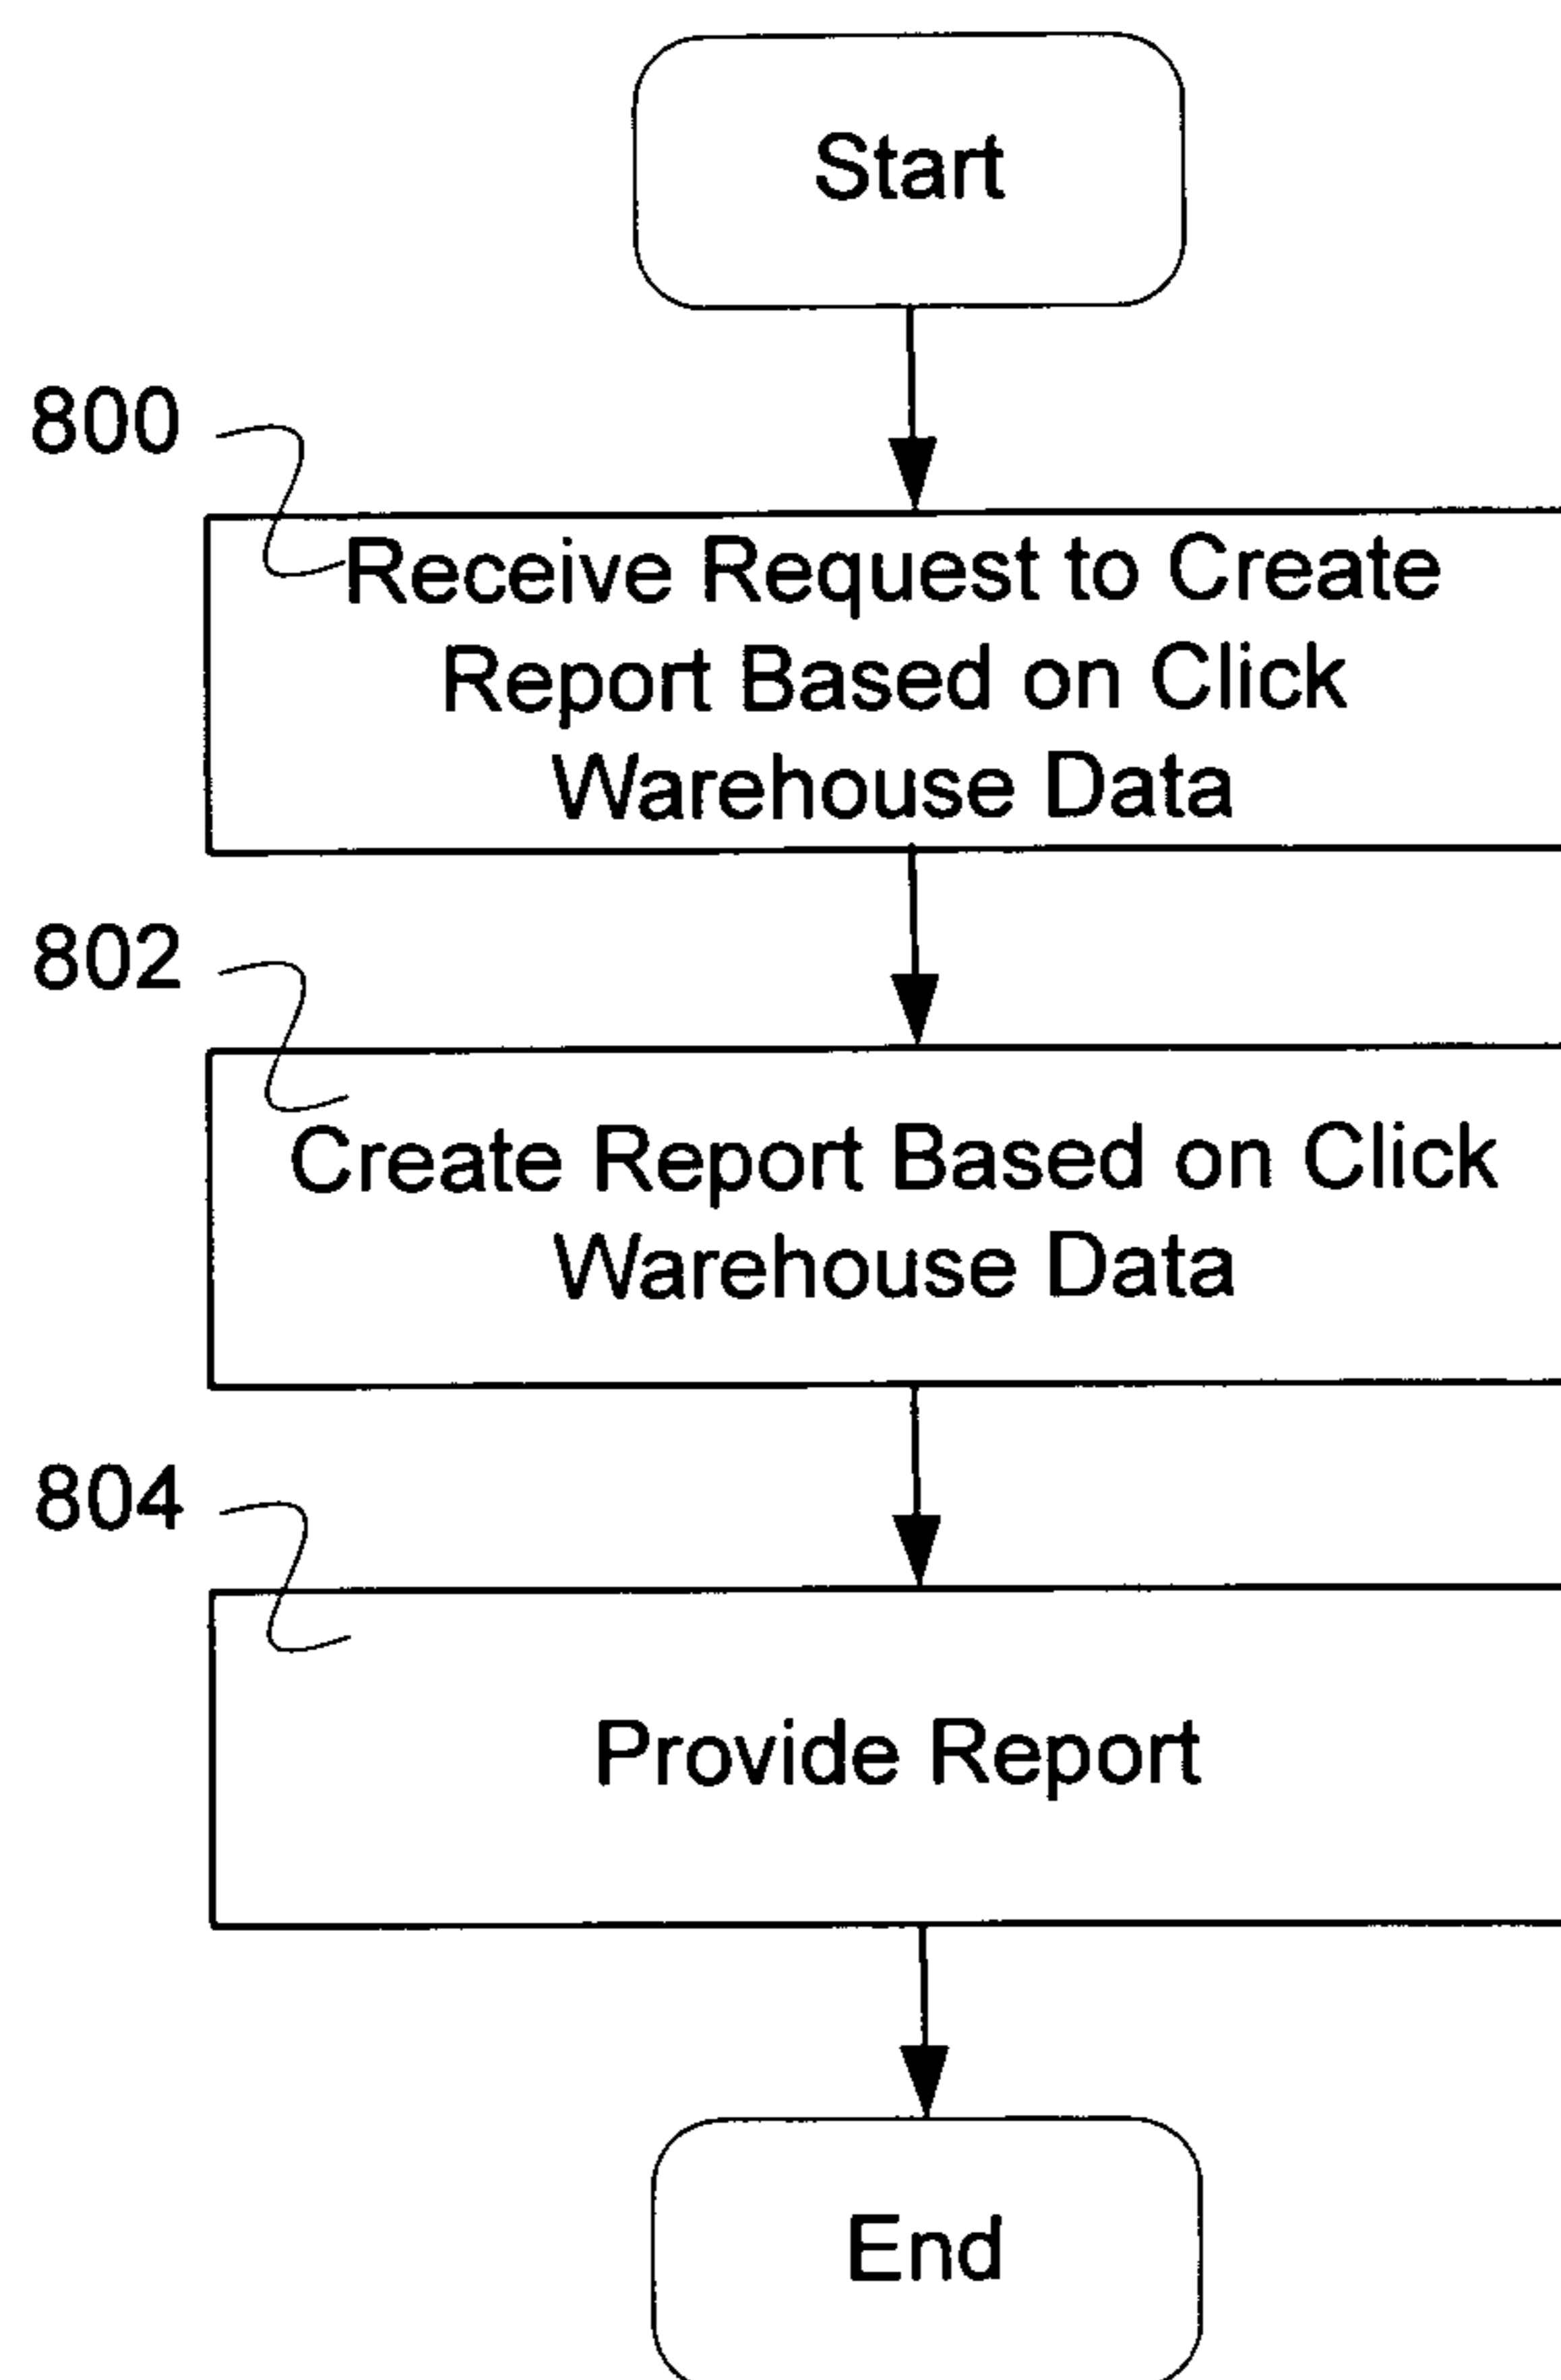 Start
800
Receive Request to Create
Report Based on Click
Warehouse Data
802
Create Report Based on Click
Warehouse Data
804
Provide Report
End